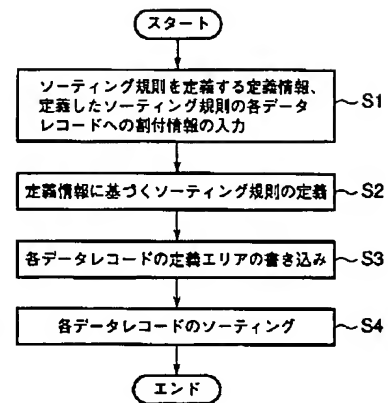 スタート
ソーティング規則を定義する定義情報、
定義したソーティング規則の各データ
レコードへの割付情報の入力
S1
定義情報に基づくソーティング規則の定義
S2
各データレコードの定義エリアの書き込み
S3
各データレコードのソーティング
S4
エンド